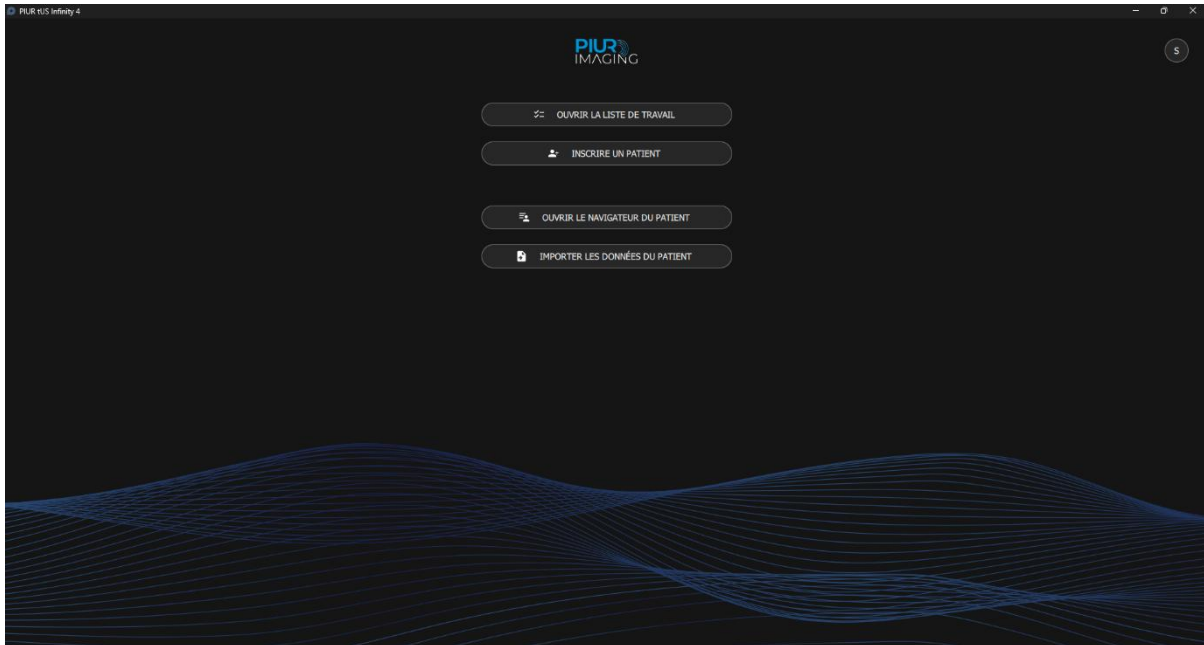 PIUR tUS Infinity 4
PIUR
IMAGING
S
OUVRIR LA LISTE DE TRAVAIL
INSCRIRE UN PATIENT
OUVRIR LE NAVIGATEUR DU PATIENT
IMPORTER LES DONNÉES DU PATIENT